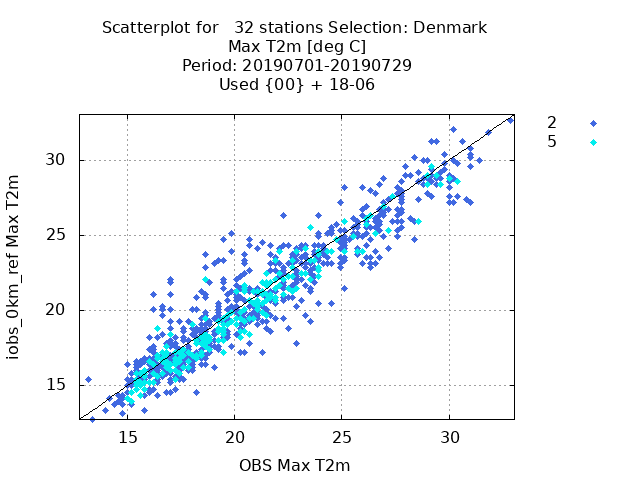 Scatterplot for   32 stations Selection: Denmark
Max T2m [deg C]
Period: 20190701-20190729
Used {00} + 18-06
2
5
iobs_0km_ref Max T2m
30
25
20
15
15 20 25 30
OBS Max T2m